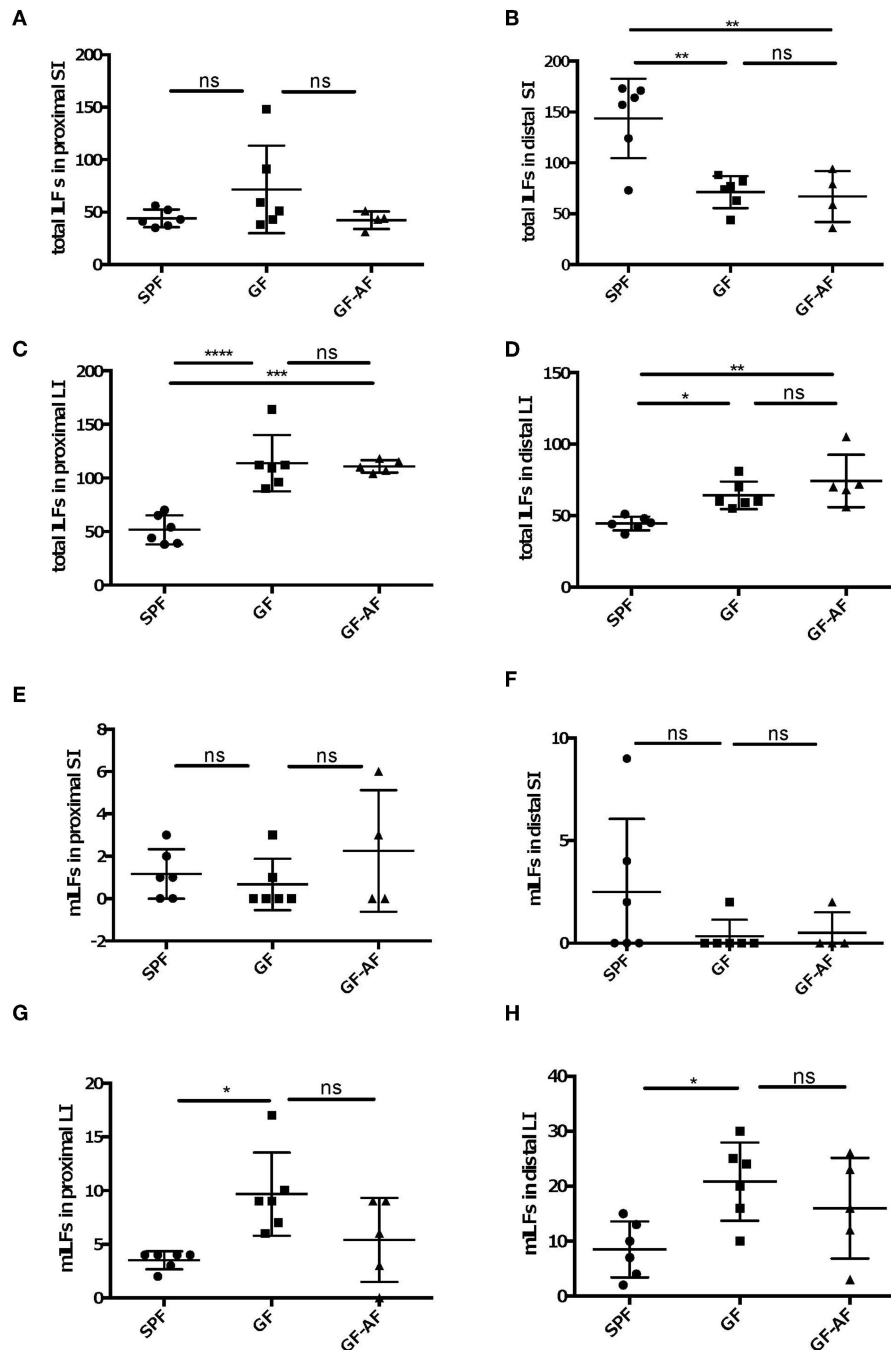 A
total ILFs in proximal SI
200
150
100
50
0
ns
ns
SPF
GF
GF-AF
B
total ILFs in distal SI
200
150
100
50
0
**
**
ns
SPF
GF
GF-AF
C
total ILFs in proximal LI
200
150
100
50
0
****
ns
***
SPF
GF
GF-AF
D
total ILFs in distal LI
150
100
50
0
**
*
ns
SPF
GF
GF-AF
E
mILFs in proximal SI
8
6
4
2
0
-2
ns
ns
SPF
GF
GF-AF
F
mILFs in distal SI
10
5
0
ns
ns
SPF
GF
GF-AF
G
mILFs in proximal LI
20
15
10
5
0
*
ns
SPF
GF
GF-AF
H
mILFs in distal LI
40
30
20
10
0
*
ns
SPF
GF
GF-AF